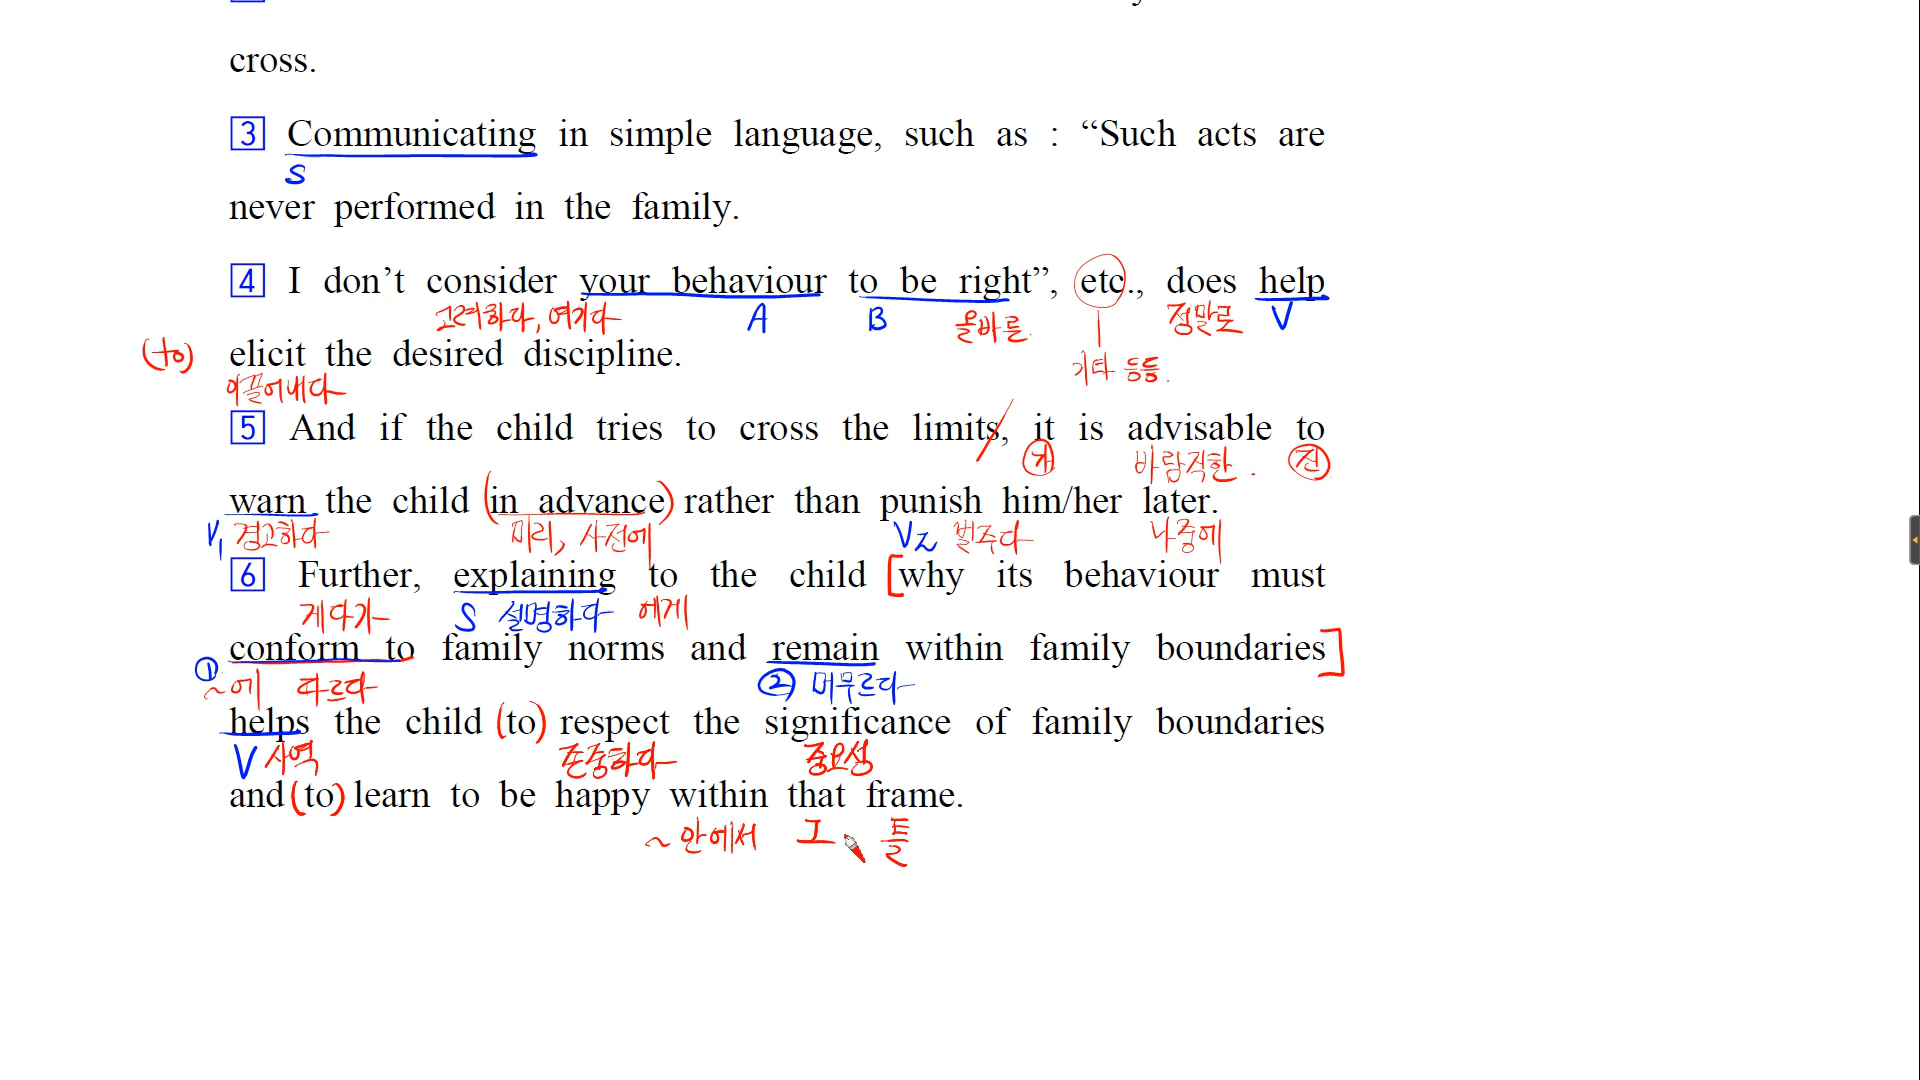 cross.
3 Communicating in simple language, such as : “Such acts are
S
never performed in the family.
4 I don’t consider your behaviour to be right”, etc., does help
고려하다, 여기다 A B 올바른. 정말로 V
(to) elicit the desired discipline.
이끌어내다 기타 등등.
5 And if the child tries to cross the limits, it is advisable to
가 바람직한. 진
warn the child (in advance) rather than punish him/her later.
V1 경고하다 미리, 사전에 V2 벌주다 나중에
6 Further, explaining to the child [why its behaviour must
게다가 S 설명하다 에게
conform to family norms and remain within family boundaries]
① ~에 따르다 ② 머무르다
helps the child (to) respect the significance of family boundaries
V 사역 존중하다 중요성
and (to) learn to be happy within that frame.
~안에서 그 틀